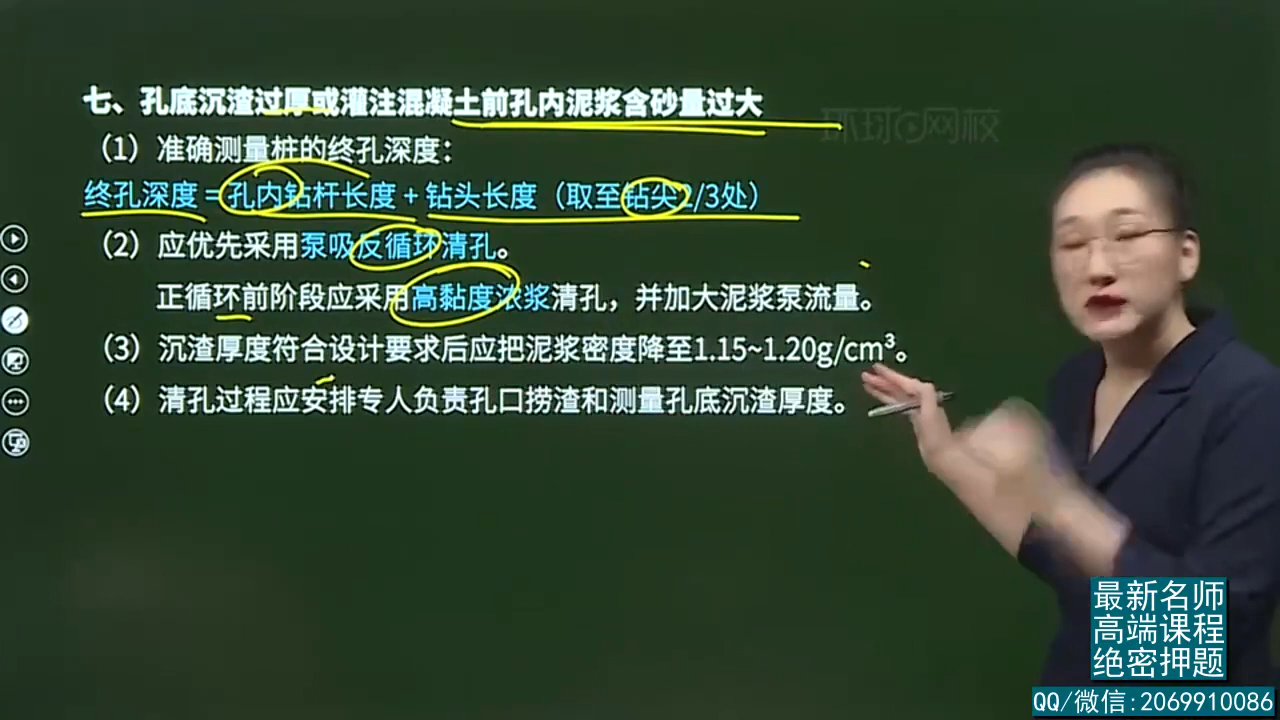 七、孔底沉渣过厚或灌注混凝土前孔内泥浆含砂量过大
环球网校
（1）准确测量桩的终孔深度：
终孔深度＝孔内钻杆长度＋钻头长度（取至钻尖2/3处）
（2）应优先采用泵吸反循环清孔。
正循环前阶段应采用高黏度浓浆清孔，并加大泥浆泵流量。
（3）沉渣厚度符合设计要求后应把泥浆密度降至1.15~1.20g/cm³。
（4）清孔过程应安排专人负责孔口捞渣和测量孔底沉渣厚度。
最新名师
高端课程
绝密押题
QQ/微信:2069910086